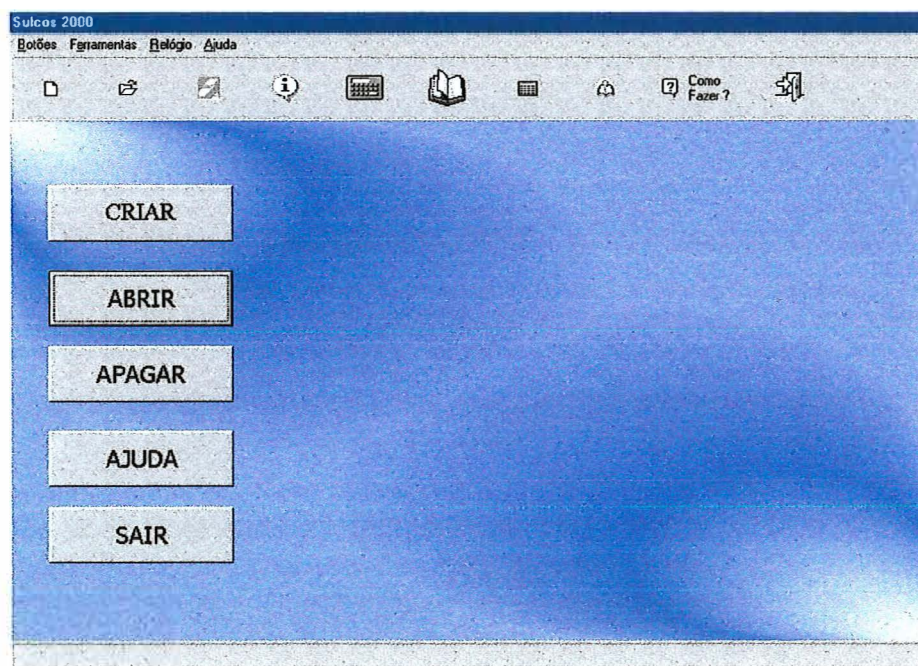 Sulcos 2000
Botões Ferramentas Relógio Ajuda
Como
Fazer ?
CRIAR
ABRIR
APAGAR
AJUDA
SAIR